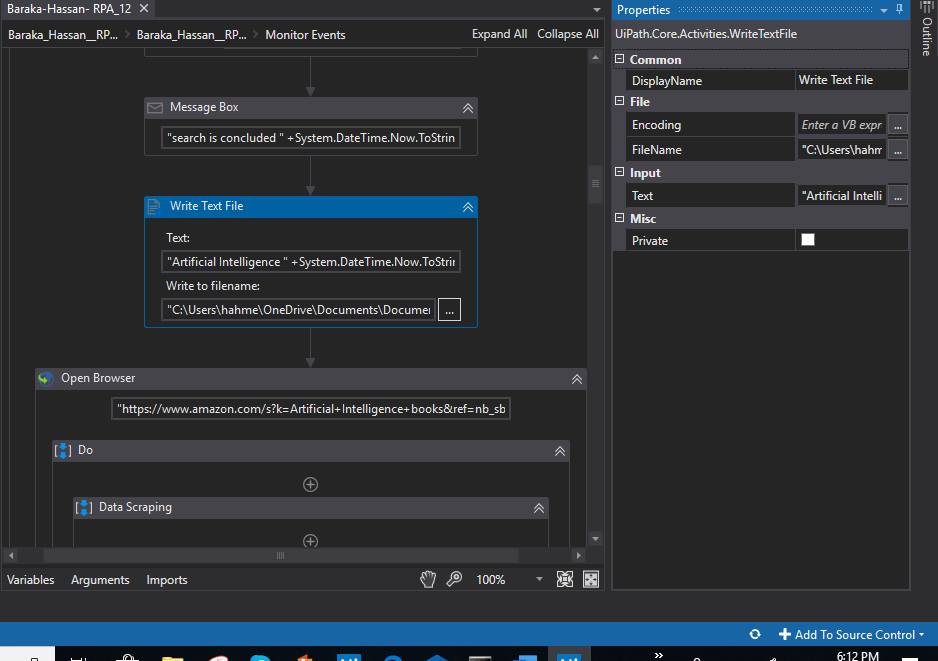 Baraka-Hassan- RPA_12
Baraka_Hassan__RP... Baraka_Hassan__RP... Monitor Events Expand All Collapse All
Message Box
"search is concluded " +System.DateTime.Now.ToStrin
Write Text File
Text:
"Artificial Intelligence " +System.DateTime.Now.ToStrin
Write to filename:
"C:\Users\hahme\OneDrive\Documents\Documen ...
Open Browser
"https://www.amazon.com/s?k=Artificial+Intelligence+books&ref=nb_sb
Do
Data Scraping
Variables Arguments Imports 100%
Properties
UiPath.Core.Activities.WriteTextFile
Common
DisplayName Write Text File
File
Encoding Enter a VB expr ...
FileName "C:\Users\hahme ...
Input
Text "Artificial Intelli ...
Misc
Private
Outline
Add To Source Control
6:12 PM